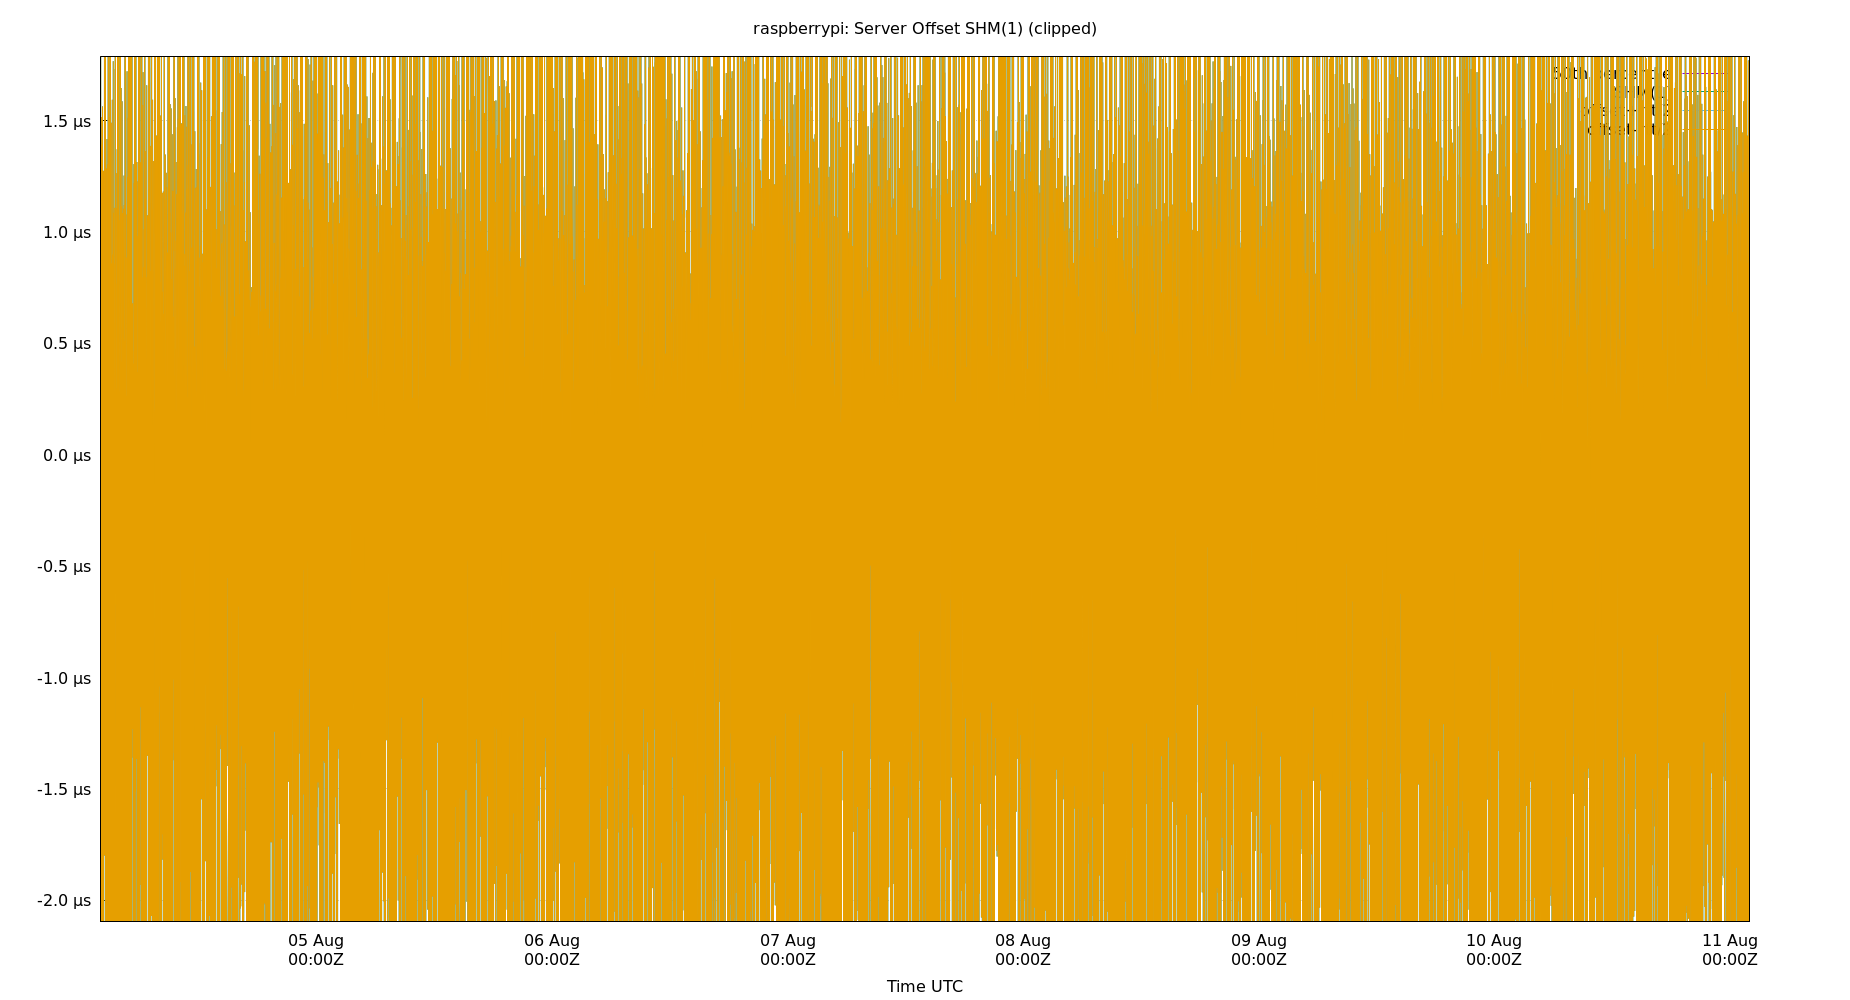 raspberrypi: Server Offset SHM(1) (clipped)
1.5 µs
1.0 µs
0.5 µs
0.0 µs
-0.5 µs
-1.0 µs
-1.5 µs
-2.0 µs
05 Aug 06 Aug 07 Aug 08 Aug 09 Aug 10 Aug 11 Aug
00:00Z 00:00Z 00:00Z 00:00Z 00:00Z 00:00Z 00:00Z
Time UTC